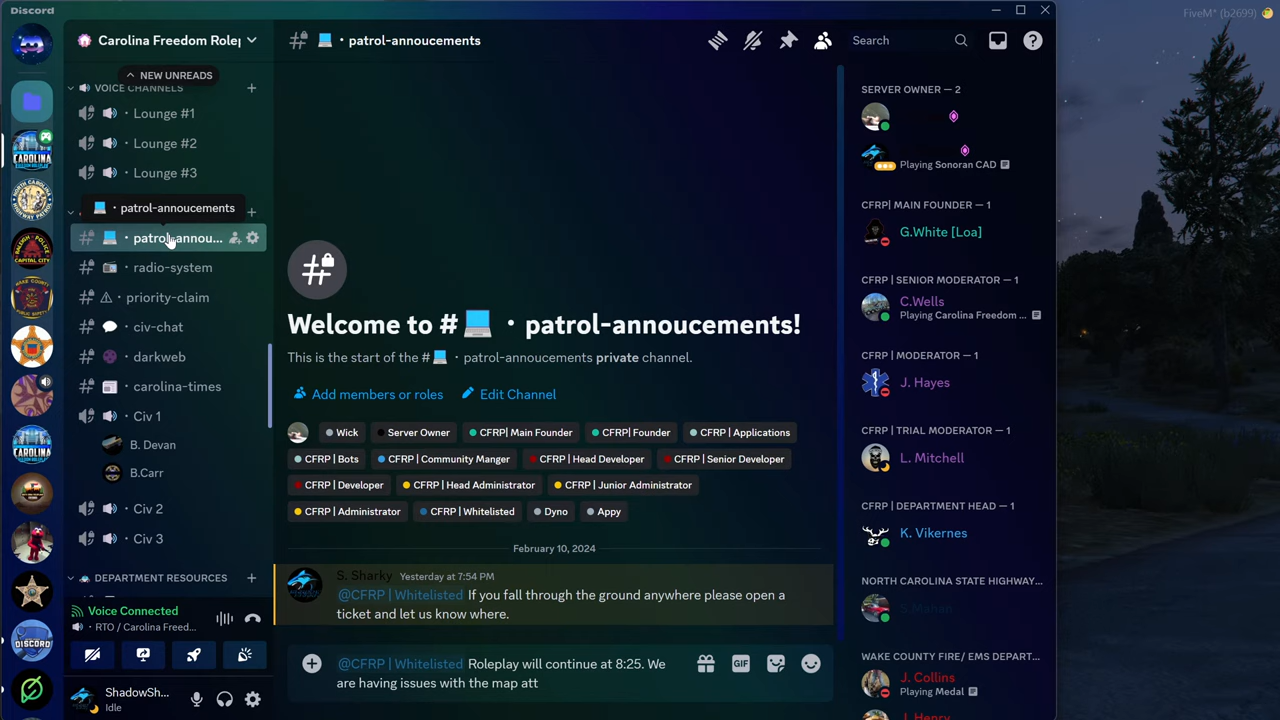 Discord
FiveM* (b2699)
Carolina Freedom Role
patrol-annoucements
Search
NEW UNREADS
VOICE CHANNELS
Lounge #1
Lounge #2
Lounge #3
patrol-annoucements
patrol-annou...
radio-system
priority-claim
civ-chat
darkweb
carolina-times
Civ 1
B. Devan
B.Carr
Civ 2
Civ 3
DEPARTMENT RESOURCES
Voice Connected
RTO / Carolina Freed...
ShadowSh...
Idle
Welcome to #💻・patrol-annoucements!
This is the start of the #💻・patrol-annoucements private channel.
Add members or roles Edit Channel
Wick Server Owner CFRP| Main Founder CFRP| Founder CFRP | Applications
CFRP | Bots CFRP | Community Manger CFRP | Head Developer CFRP | Senior Developer
CFRP | Developer CFRP | Head Administrator CFRP | Junior Administrator
CFRP | Administrator CFRP | Whitelisted Dyno Appy
February 10, 2024
S. Sharky Yesterday at 7:54 PM
@CFRP | Whitelisted If you fall through the ground anywhere please open a
ticket and let us know where.
@CFRP | Whitelisted Roleplay will continue at 8:25. We
are having issues with the map att
GIF
SERVER OWNER — 2
Playing Sonoran CAD
CFRP| MAIN FOUNDER — 1
G.White [Loa]
CFRP | SENIOR MODERATOR — 1
C.Wells
Playing Carolina Freedom ...
CFRP | MODERATOR — 1
J. Hayes
CFRP | TRIAL MODERATOR — 1
L. Mitchell
CFRP | DEPARTMENT HEAD — 1
K. Vikernes
NORTH CAROLINA STATE HIGHWAY...
S.Mahan
WAKE COUNTY FIRE/ EMS DEPART...
J. Collins
Playing Medal
J. Henry